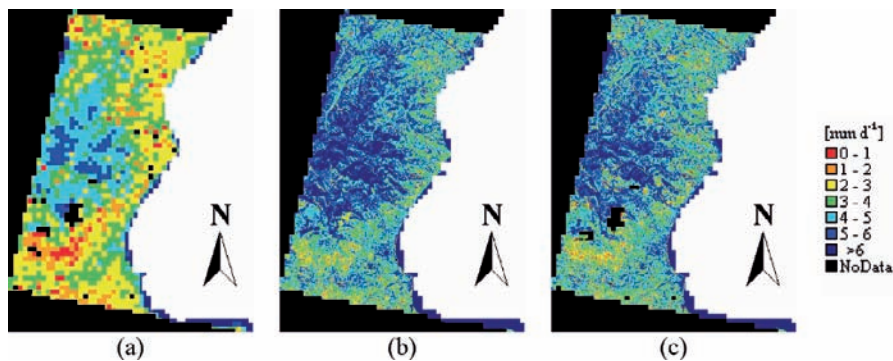 N
N
N
[mm d-1]
0 - 1
1 - 2
2 - 3
3 - 4
4 - 5
5 - 6
>6
NoData
(a)
(b)
(c)